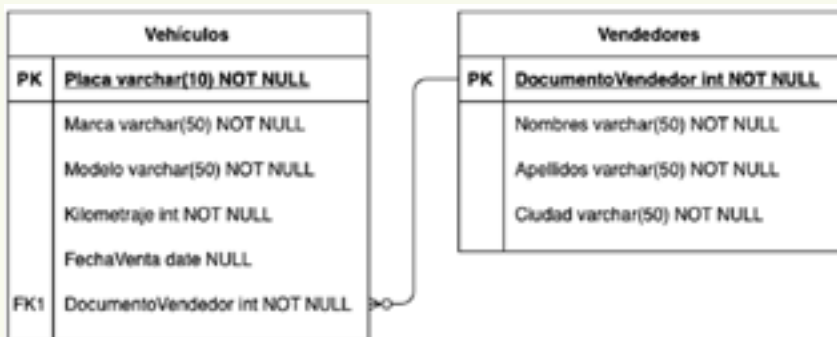 Vehículos
PK Placa varchar(10) NOT NULL
Marca varchar(50) NOT NULL
Modelo varchar(50) NOT NULL
Kilometraje int NOT NULL
FechaVenta date NULL
FK1 DocumentoVendedor int NOT NULL
Vendedores
PK DocumentoVendedor int NOT NULL
Nombres varchar(50) NOT NULL
Apellidos varchar(50) NOT NULL
Ciudad varchar(50) NOT NULL